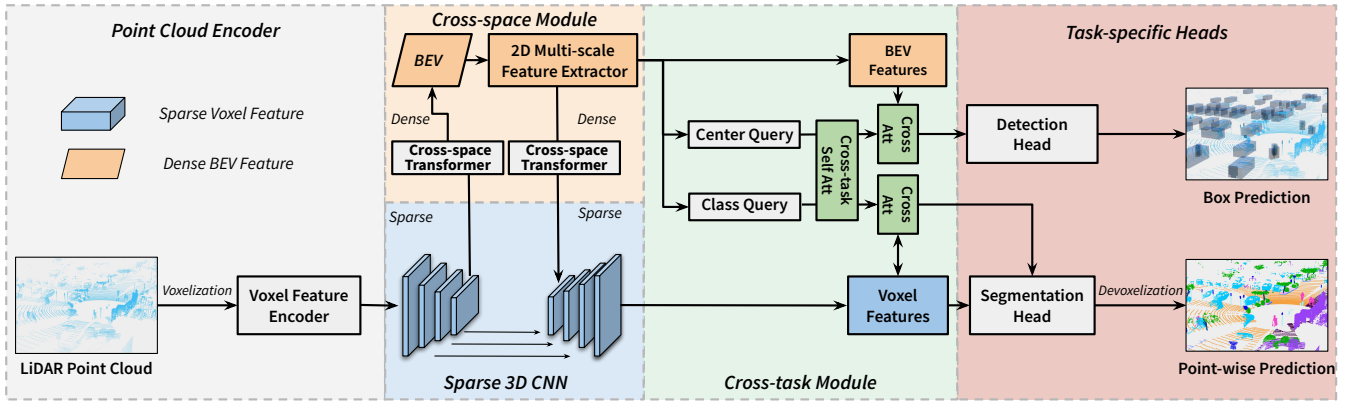 Point Cloud Encoder
Sparse Voxel Feature
Dense BEV Feature
Voxelization
LiDAR Point Cloud
Voxel Feature
Encoder
Cross-space Module
BEV
2D Multi-scale
Feature Extractor
Dense
Dense
Cross-space
Transformer
Cross-space
Transformer
Sparse
Sparse
Sparse 3D CNN
BEV
Features
Center Query
Class Query
Cross-task
Self Att
Cross
Att
Cross
Att
Voxel
Features
Cross-task Module
Task-specific Heads
Detection
Head
Box Prediction
Segmentation
Head
Devoxelization
Point-wise Prediction